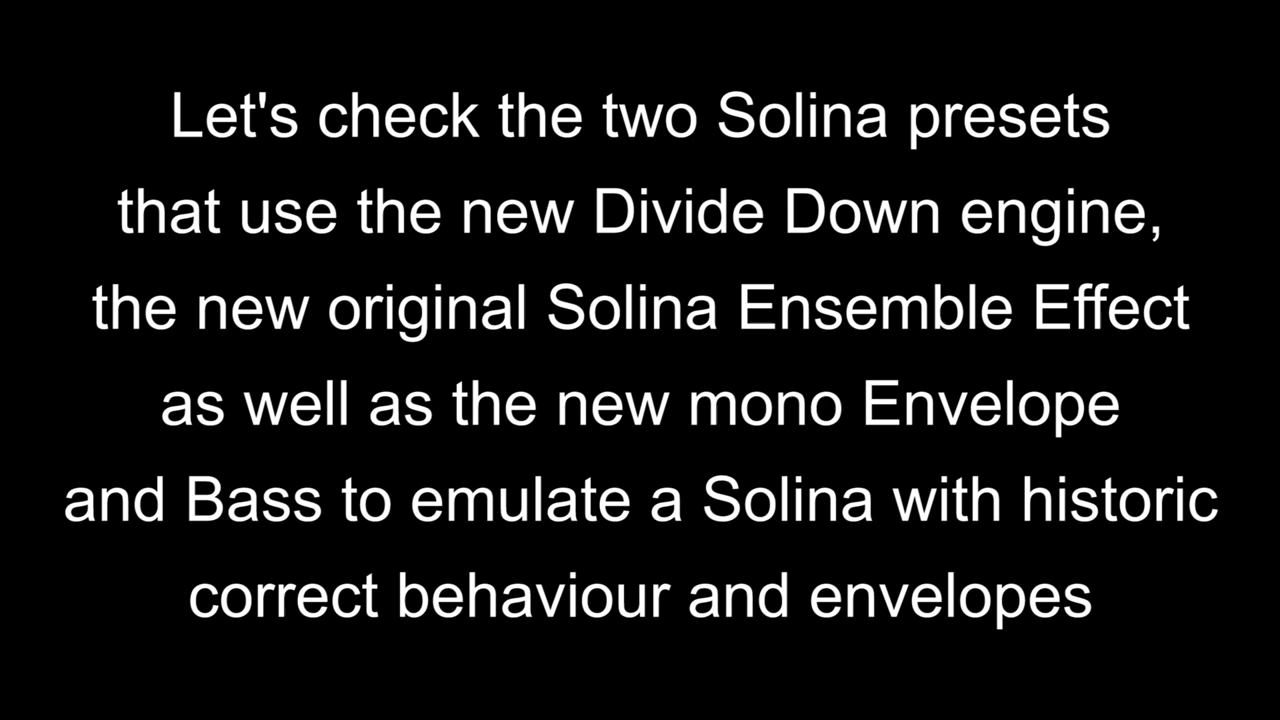 Let's check the two Solina presets
that use the new Divide Down engine,
the new original Solina Ensemble Effect
as well as the new mono Envelope
and Bass to emulate a Solina with historic
correct behaviour and envelopes